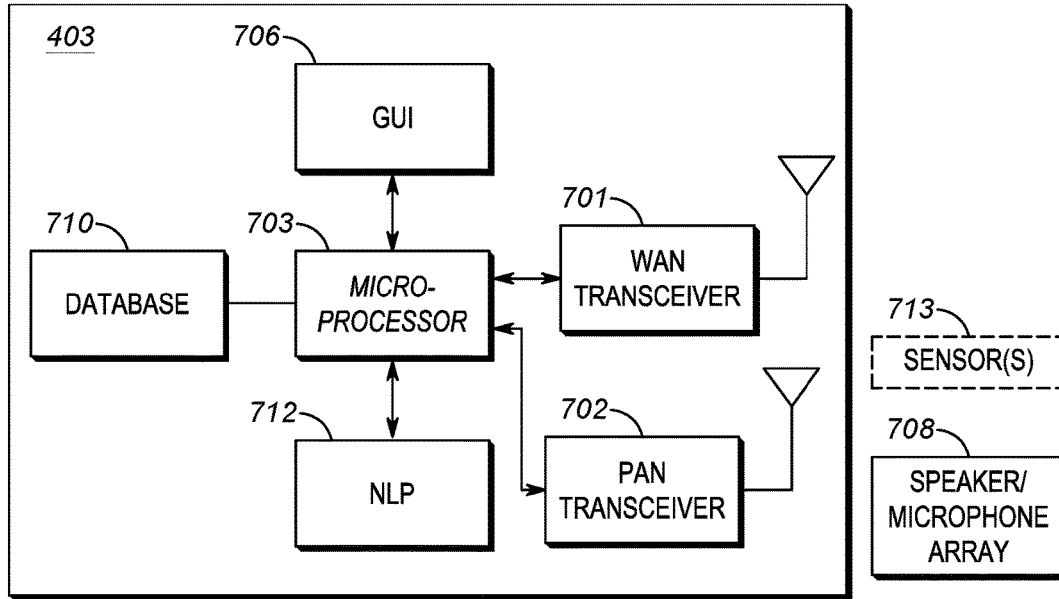 403
706
GUI
710
DATABASE
703
MICRO-
PROCESSOR
701
WAN
TRANSCEIVER
712
NLP
702
PAN
TRANSCEIVER
713
SENSOR(S)
708
SPEAKER/
MICROPHONE
ARRAY